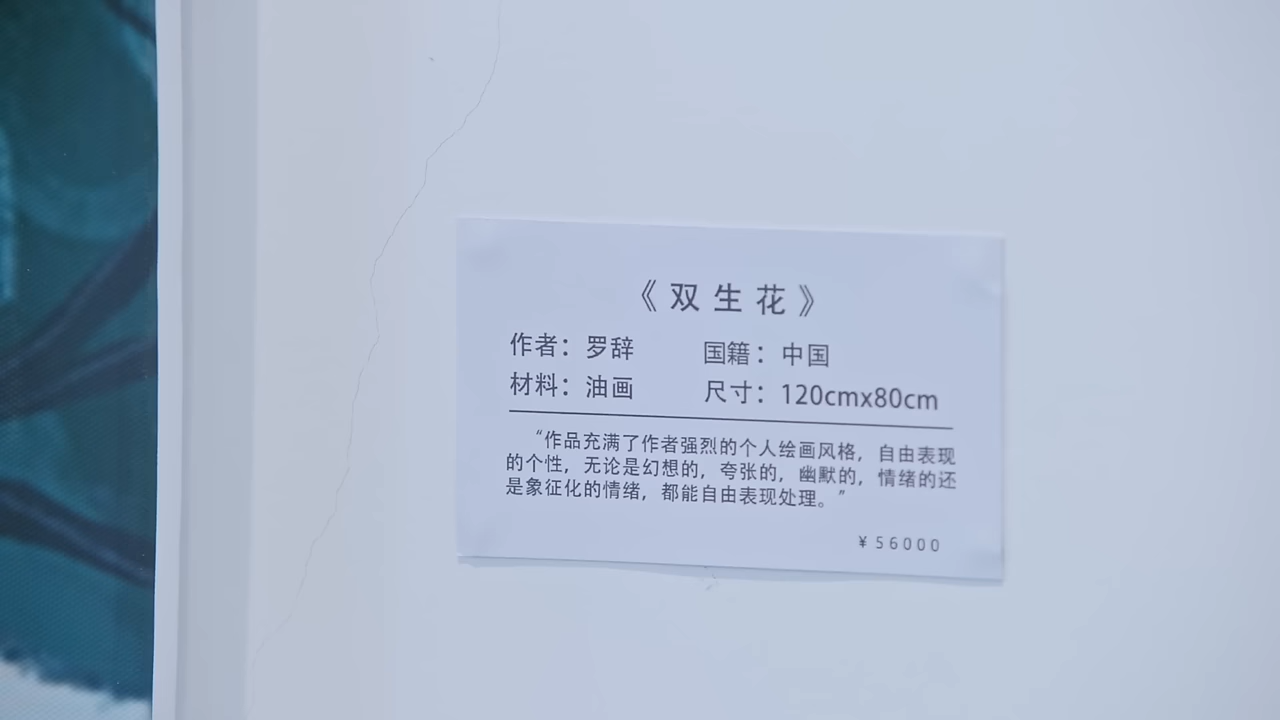 《双生花》
作者：罗辞 国籍：中国
材料：油画 尺寸：120cmx80cm
“作品充满了作者强烈的个人绘画风格，自由表现
的个性，无论是幻想的，夸张的，幽默的，情绪的还
是象征化的情绪，都能自由表现处理。”
¥56000